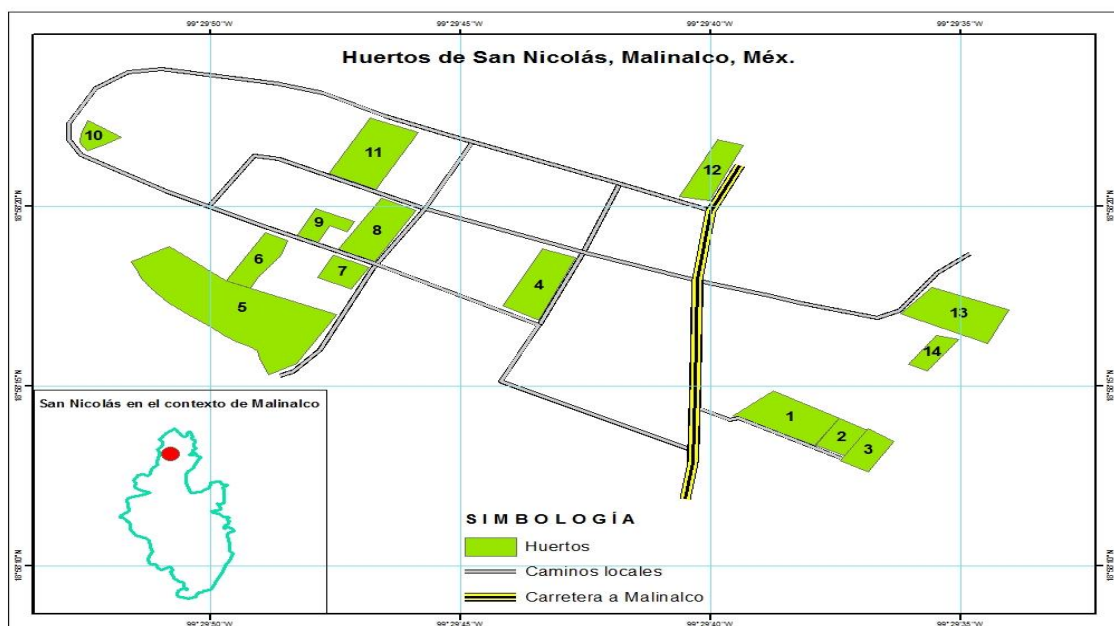 99°29'50"W 99°29'45"W 99°29'40"W 99°29'35"W
Huertos de San Nicolás, Malinalco, Méx.
10
11
12
9
8
6
7
4
5
13
14
1
2
3
San Nicolás en el contexto de Malinalco
SIMBOLOGÍA
Huertos
Caminos locales
Carretera a Malinalco
99°29'50"W 99°29'45"W 99°29'40"W 99°29'35"W